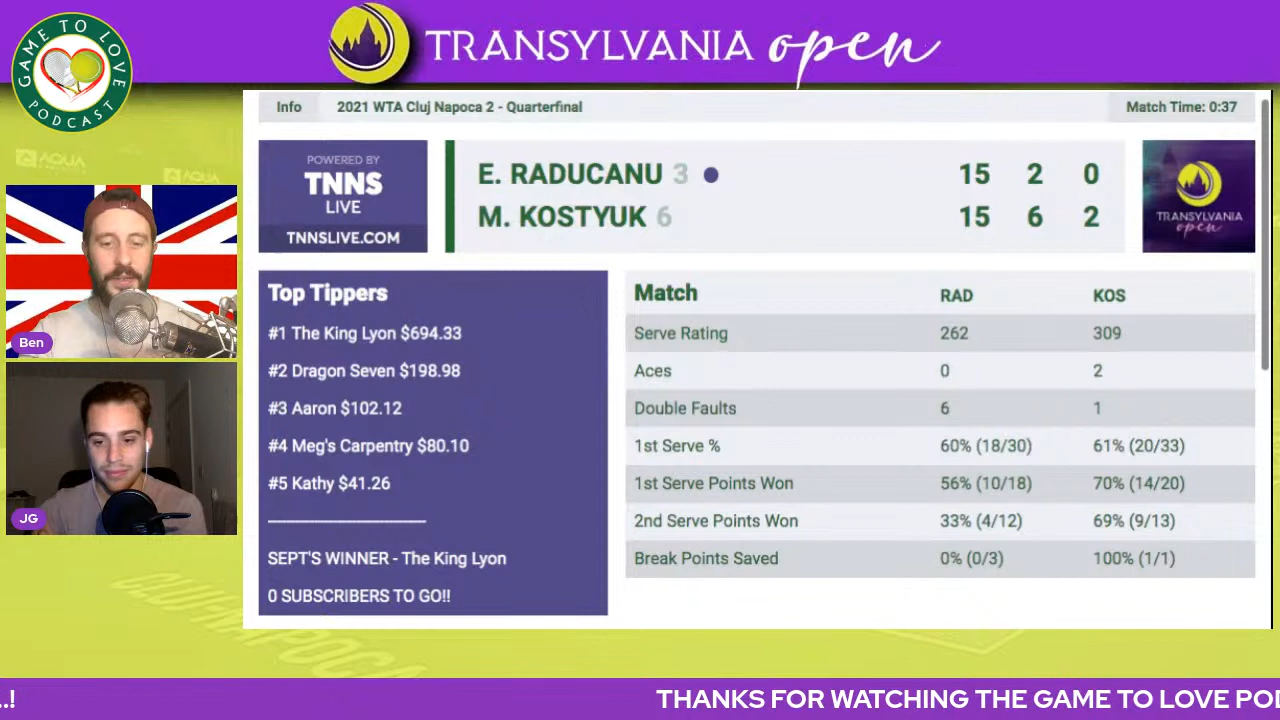 GAME TO LOVE
PODCAST
TRANSYLVANIA open
Info 2021 WTA Cluj Napoca 2 - Quarterfinal Match Time: 0:37
POWERED BY
TNNS
LIVE
TNNSLIVE.COM
E. RADUCANU 3 15 2 0
M. KOSTYUK 6 15 6 2
TRANSYLVANIA
open
Top Tippers
#1 The King Lyon $694.33
#2 Dragon Seven $198.98
#3 Aaron $102.12
#4 Meg's Carpentry $80.10
#5 Kathy $41.26
SEPT'S WINNER - The King Lyon
0 SUBSCRIBERS TO GO!!
Match RAD KOS
Serve Rating 262 309
Aces 0 2
Double Faults 6 1
1st Serve % 60% (18/30) 61% (20/33)
1st Serve Points Won 56% (10/18) 70% (14/20)
2nd Serve Points Won 33% (4/12) 69% (9/13)
Break Points Saved 0% (0/3) 100% (1/1)
AQUA
AQUA
Ben
JG
CLUJ-NAPOCA
..! THANKS FOR WATCHING THE GAME TO LOVE POD